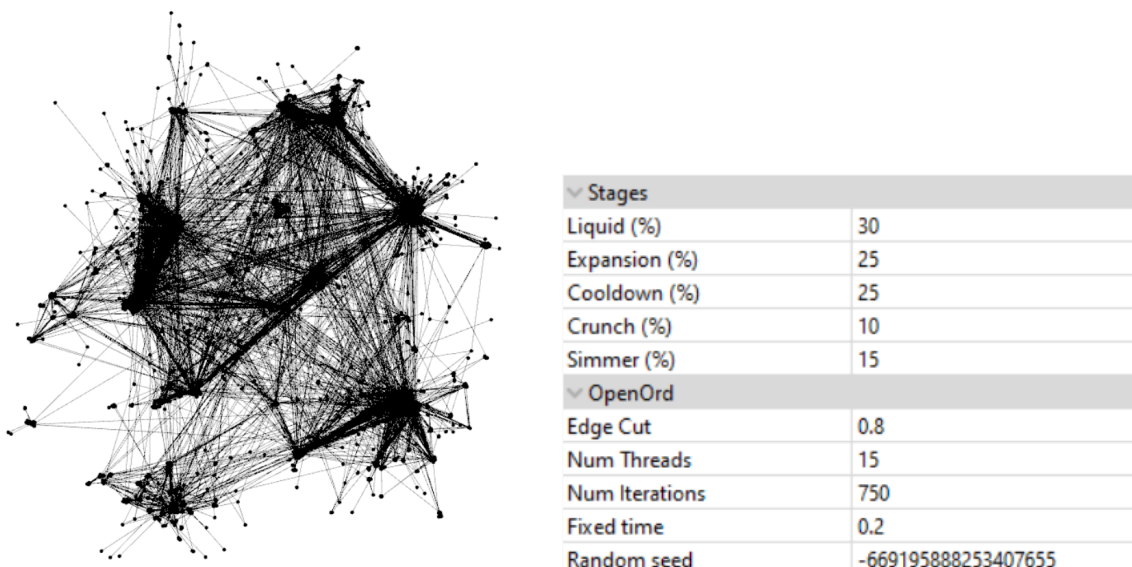 Stages
Liquid (%) 30
Expansion (%) 25
Cooldown (%) 25
Crunch (%) 10
Simmer (%) 15
OpenOrd
Edge Cut 0.8
Num Threads 15
Num Iterations 750
Fixed time 0.2
Random seed -669195888253407655